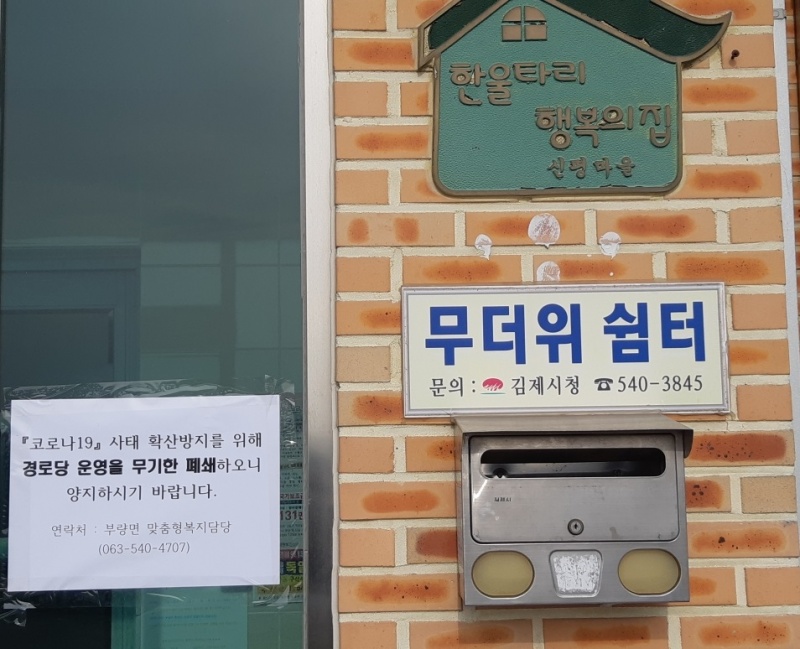 한울타리
행복의집
신평마을
무더위 쉼터
문의 : 김제시청 ☎540-3845
『코로나19』 사태 확산방지를 위해
경로당 운영을 무기한 폐쇄하오니
양지하시기 바랍니다.
연락처 : 부량면 맞춤형복지담당
(063-540-4707)